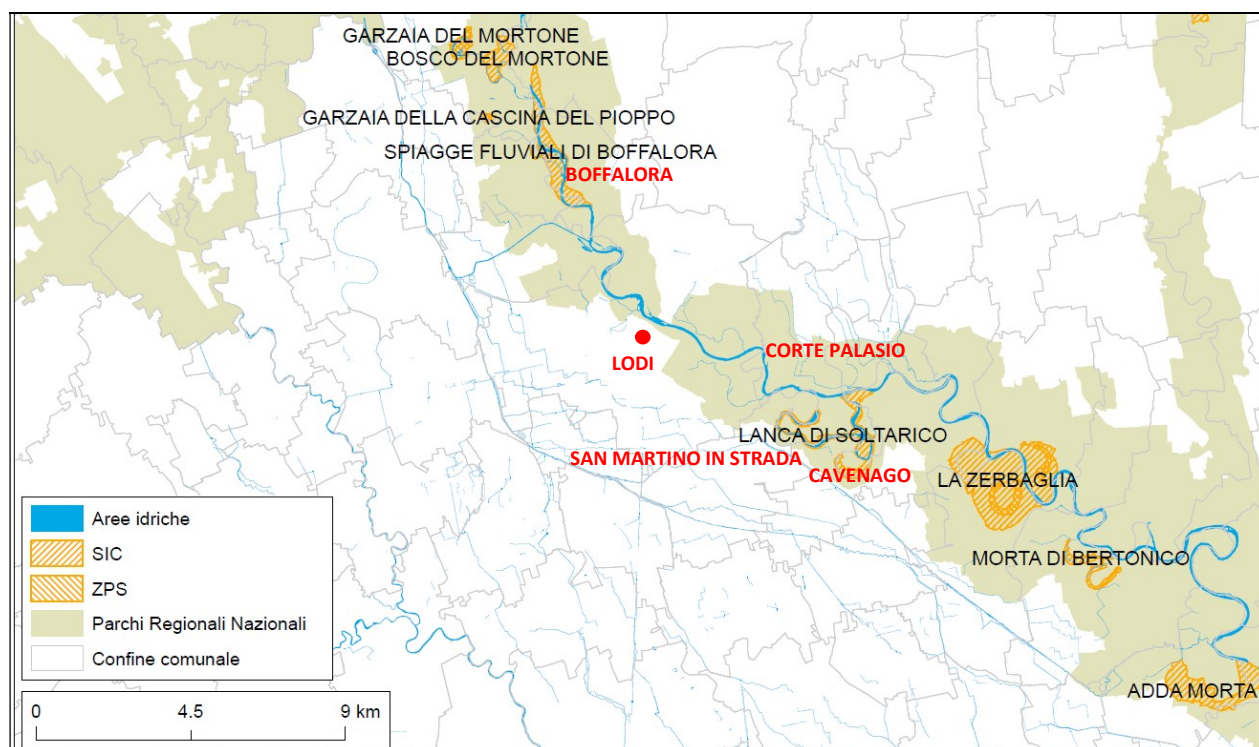 GARZAIA DEL MORTONE
BOSCO DEL MORTONE
GARZAIA DELLA CASCINA DEL PIOPPO
SPIAGGE FLUVIALI DI BOFFALORA
BOFFALORA
LODI
CORTE PALASIO
LANCA DI SOLTARICO
SAN MARTINO IN STRADA
CAVENAGO
LA ZERBAGLIA
MORTA DI BERTONICO
ADDA MORTA
Aree idriche
SIC
ZPS
Parchi Regionali Nazionali
Confine comunale
0 4.5 9 km